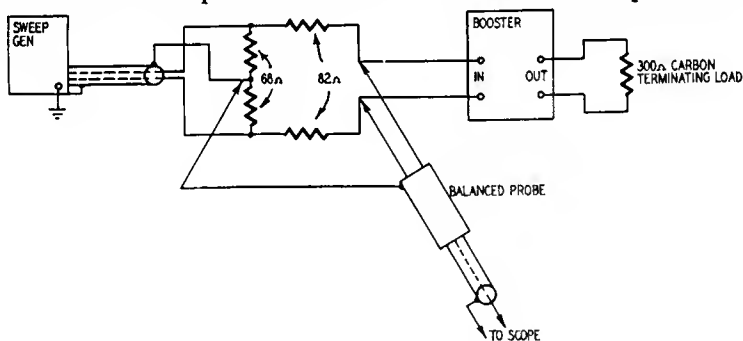 SWEEP
GEN
68Ω
82Ω
BOOSTER
IN
OUT
300Ω CARBON
TERMINATING LOAD
BALANCED PROBE
TO SCOPE